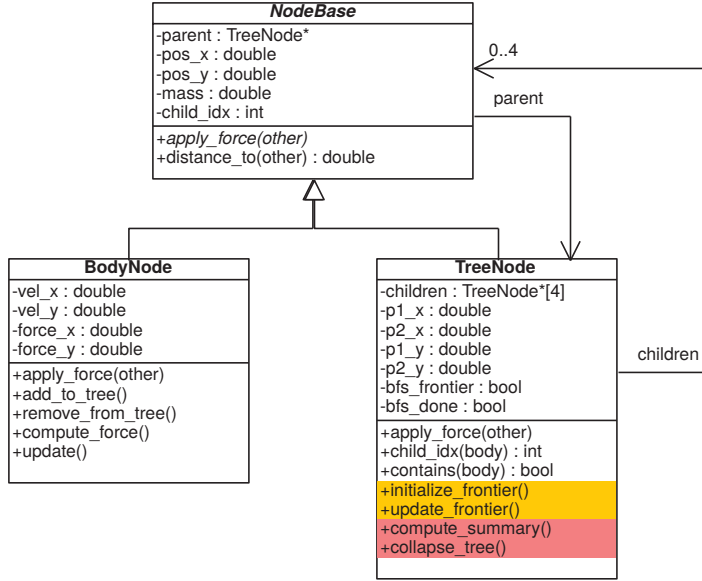 NodeBase
-parent : TreeNode*
-pos_x : double
-pos_y : double
-mass : double
-child_idx : int
+apply_force(other)
+distance_to(other) : double
0..4
parent
BodyNode
-vel_x : double
-vel_y : double
-force_x : double
-force_y : double
+apply_force(other)
+add_to_tree()
+remove_from_tree()
+compute_force()
+update()
TreeNode
-children : TreeNode*[4]
-p1_x : double
-p2_x : double
-p1_y : double
-p2_y : double
-bfs_frontier : bool
-bfs_done : bool
+apply_force(other)
+child_idx(body) : int
+contains(body) : bool
+initialize_frontier()
+update_frontier()
+compute_summary()
+collapse_tree()
children